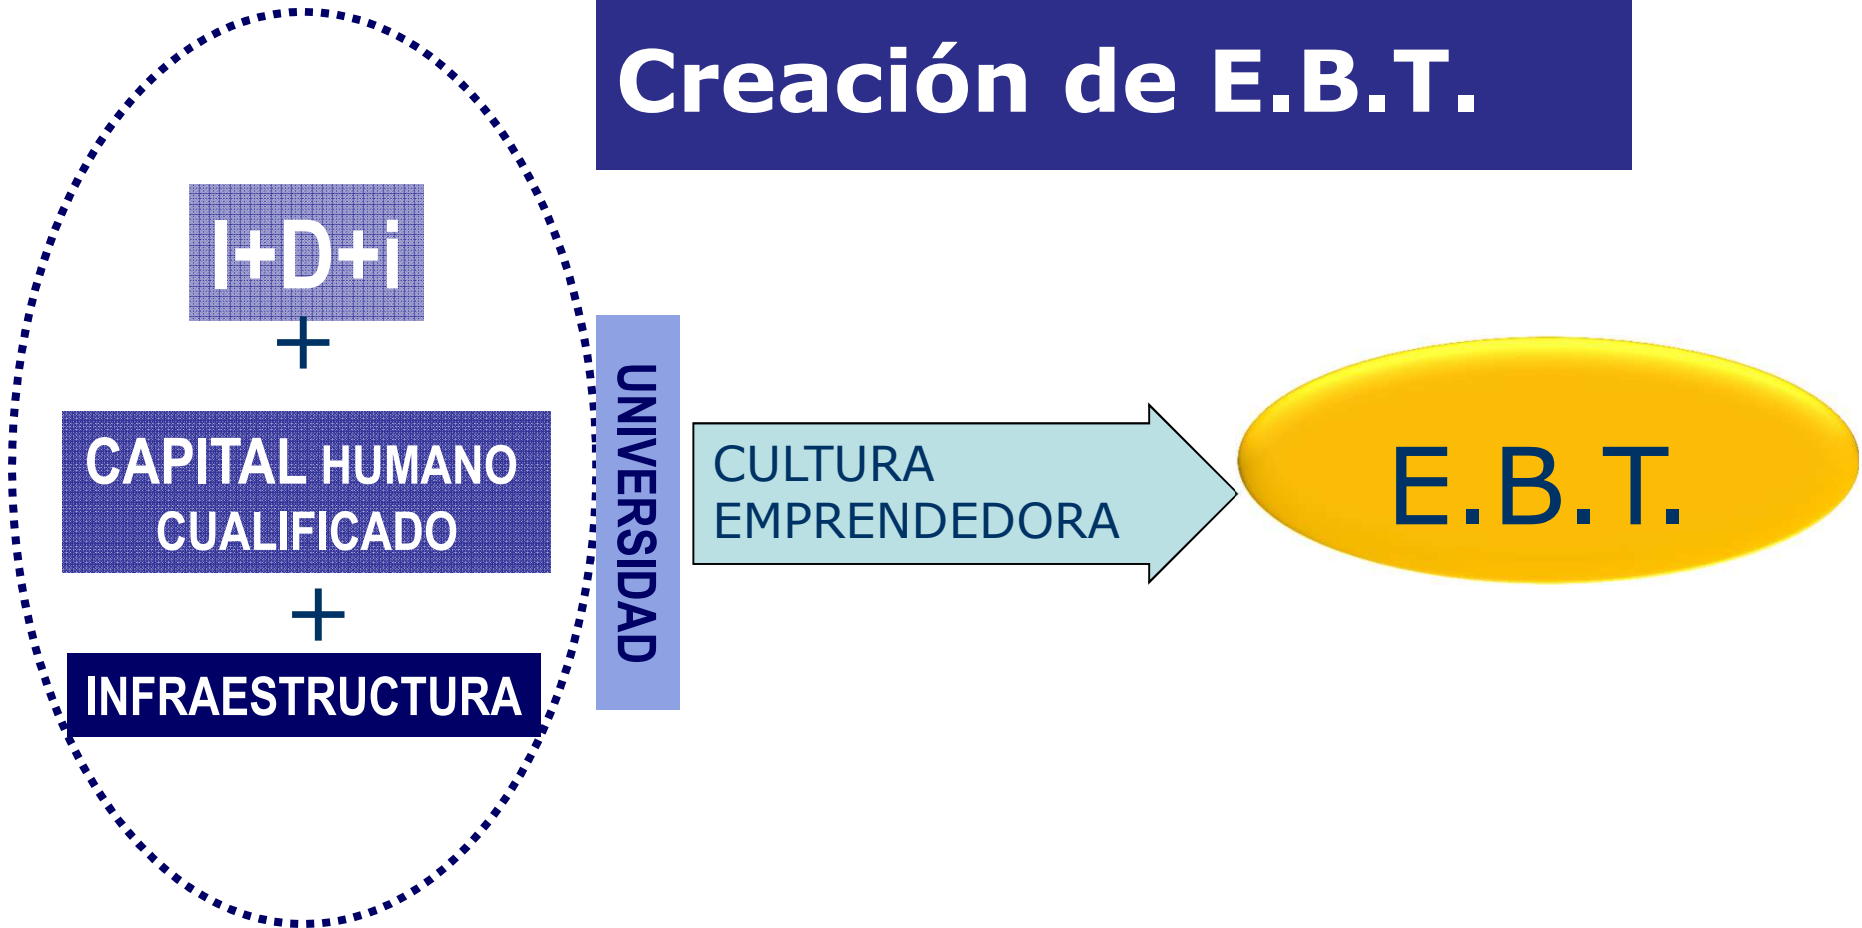 Creación de E.B.T.
I+D+i
+
CAPITAL HUMANO
CUALIFICADO
+
INFRAESTRUCTURA
UNIVERSIDAD
CULTURA
EMPRENDEDORA
E.B.T.